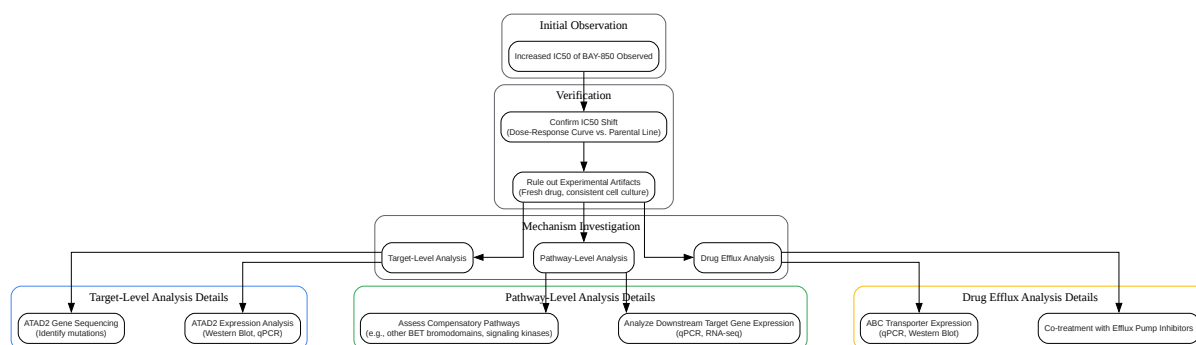 Initial Observation
Increased IC50 of BAY-850 Observed
Verification
Confirm IC50 Shift
(Dose-Response Curve vs. Parental Line)
Rule out Experimental Artifacts
(Fresh drug, consistent cell culture)
Mechanism Investigation
Target-Level Analysis
Pathway-Level Analysis
Drug Efflux Analysis
Target-Level Analysis Details
ATAD2 Gene Sequencing
(Identify mutations)
ATAD2 Expression Analysis
(Western Blot, qPCR)
Pathway-Level Analysis Details
Assess Compensatory Pathways
(e.g., other BET bromodomains, signaling kinases)
Analyze Downstream Target Gene Expression
(qPCR, RNA-seq)
Drug Efflux Analysis Details
ABC Transporter Expression
(qPCR, Western Blot)
Co-treatment with Efflux Pump Inhibitors